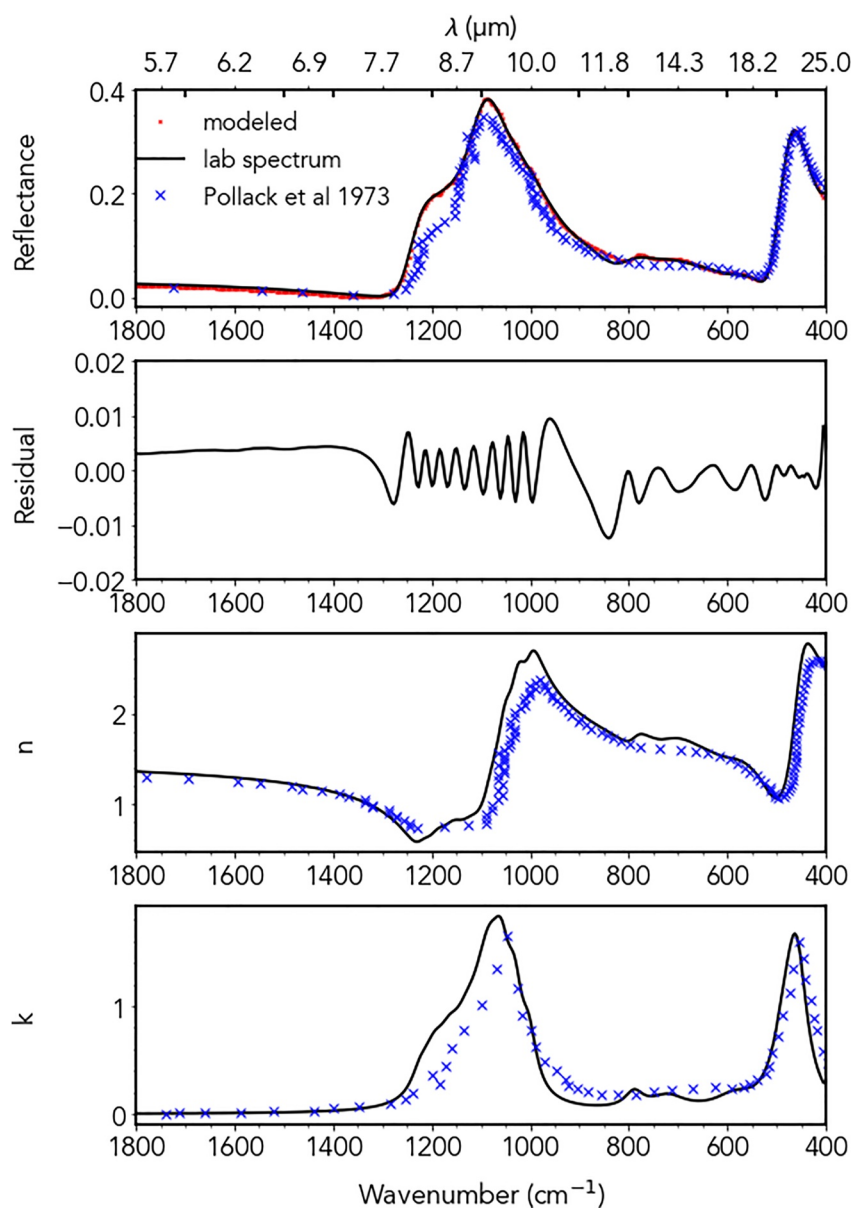 λ (μm)
5.7 6.2 6.9 7.7 8.7 10.0 11.8 14.3 18.2 25.0
Reflectance
0.4
modeled
lab spectrum
0.2
Pollack et al 1973
0.0
1800 1600 1400 1200 1000 800 600 400
Residual
0.02
0.01
0.00
−0.01
−0.02
1800 1600 1400 1200 1000 800 600 400
n
2
1
1800 1600 1400 1200 1000 800 600 400
k
1
0
1800 1600 1400 1200 1000 800 600 400
Wavenumber (cm⁻¹)